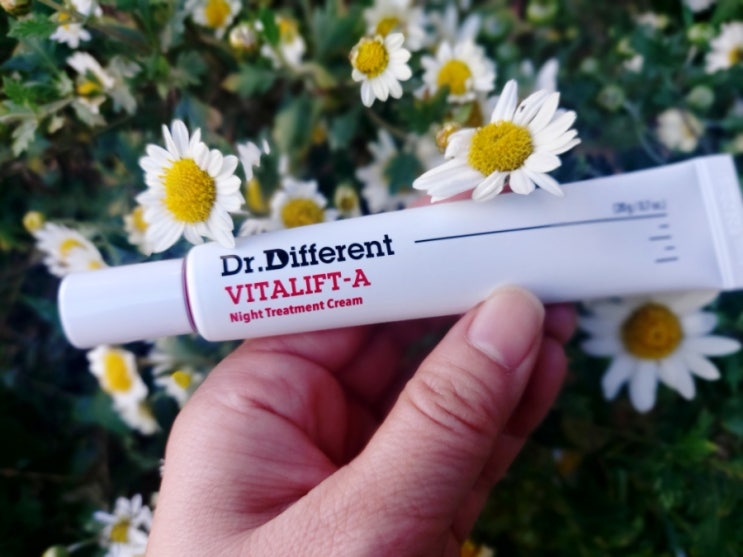 Dr.Different
VITALIFT-A
Night Treatment Cream